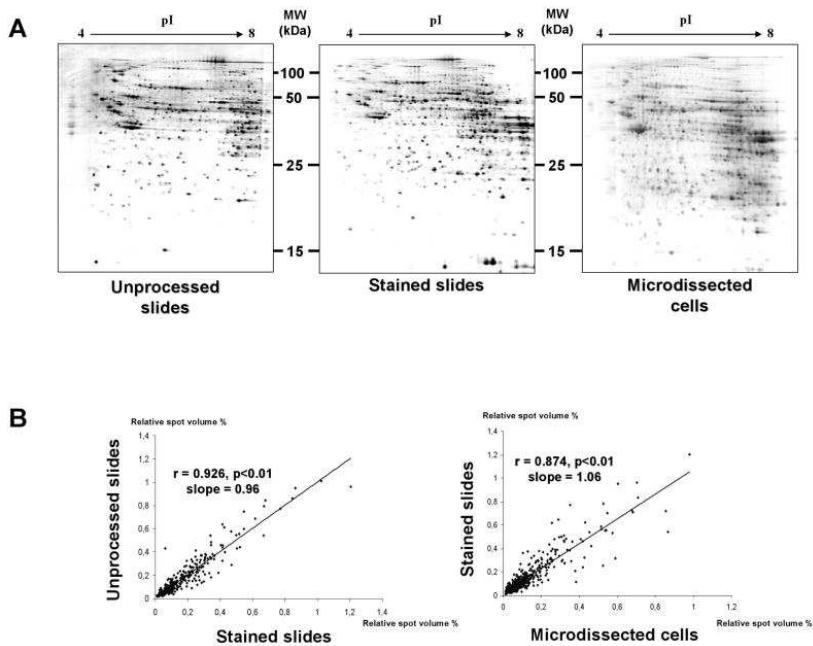 A
pI
4 8
MW
(kDa)
pI
4 8
MW
(kDa)
pI
4 8
100
50
25
15
100
50
25
15
Unprocessed
slides
Stained slides
Microdissected
cells
B
Relative spot volume %
1,4
1,2
1
0,8
0,6
0,4
0,2
0
0 0,2 0,4 0,6 0,8 1 1,2 1,4
r = 0.926, p<0.01
slope = 0.96
Unprocessed slides
Stained slides
Relative spot volume %
Relative spot volume %
1,4
1,2
1
0,8
0,6
0,4
0,2
0
0 0,2 0,4 0,6 0,8 1 1,2
r = 0.874, p<0.01
slope = 1.06
Stained slides
Microdissected cells
Relative spot volume %